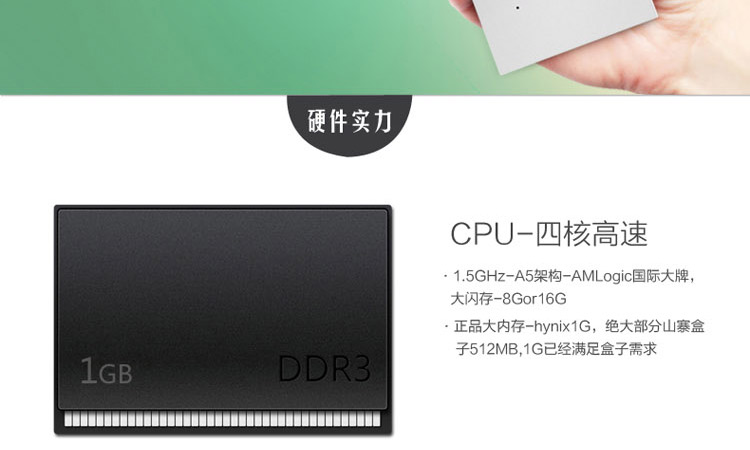 硬件实力
CPU-四核高速
· 1.5GHz-A5架构-AMLogic国际大牌，
大闪存-8Gor16G
· 正品大内存-hynix1G，绝大部分山寨盒
子512MB,1G已经满足盒子需求
1GB
DDR3